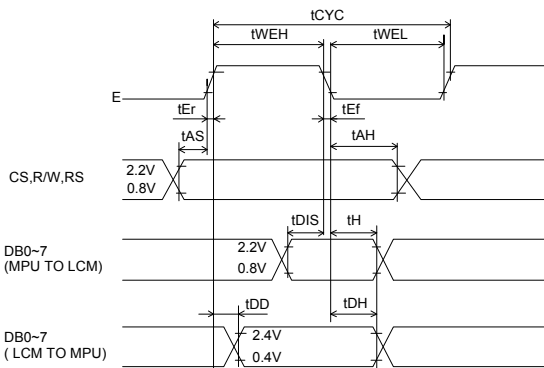 tCYC
tWEH tWEL
E
tEr tEf
tAS tAH
CS,R/W,RS
2.2V
0.8V
tDIS tH
DB0~7
(MPU TO LCM)
2.2V
0.8V
tDD tDH
DB0~7
( LCM TO MPU)
2.4V
0.4V